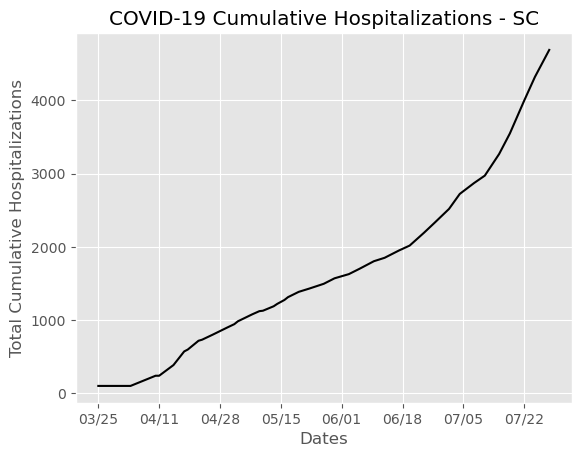 COVID-19 Cumulative Hospitalizations - SC
Total Cumulative Hospitalizations
4000
3000
2000
1000
0
03/25 04/11 04/28 05/15 06/01 06/18 07/05 07/22
Dates